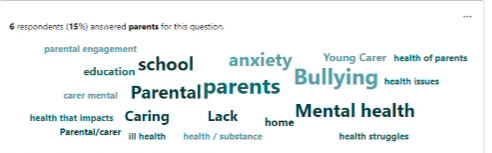 6 respondents (15%) answered parents for this question.
parental engagement
school
anxiety
Young Carer
health of parents
education
Parental
parents
Bullying
health issues
carer mental
health that impacts
Caring
Lack
home
Mental health
Parental/carer
ill health
health / substance
health struggles